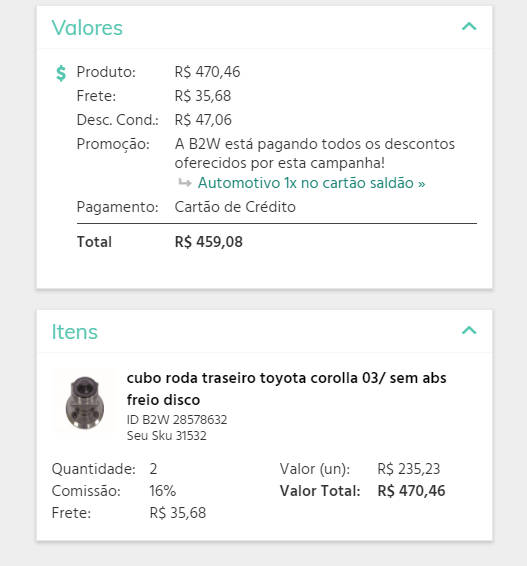 Valores
$ Produto: R$ 470,46
Frete: R$ 35,68
Desc. Cond.: R$ 47,06
Promoção: A B2W está pagando todos os descontos
oferecidos por esta campanha!
Automotivo 1x no cartão saldão »
Pagamento: Cartão de Crédito
Total R$ 459,08
Itens
cubo roda traseiro toyota corolla 03/ sem abs
freio disco
ID B2W 28578632
Seu Sku 31532
Quantidade: 2 Valor (un): R$ 235,23
Comissão: 16% Valor Total: R$ 470,46
Frete: R$ 35,68